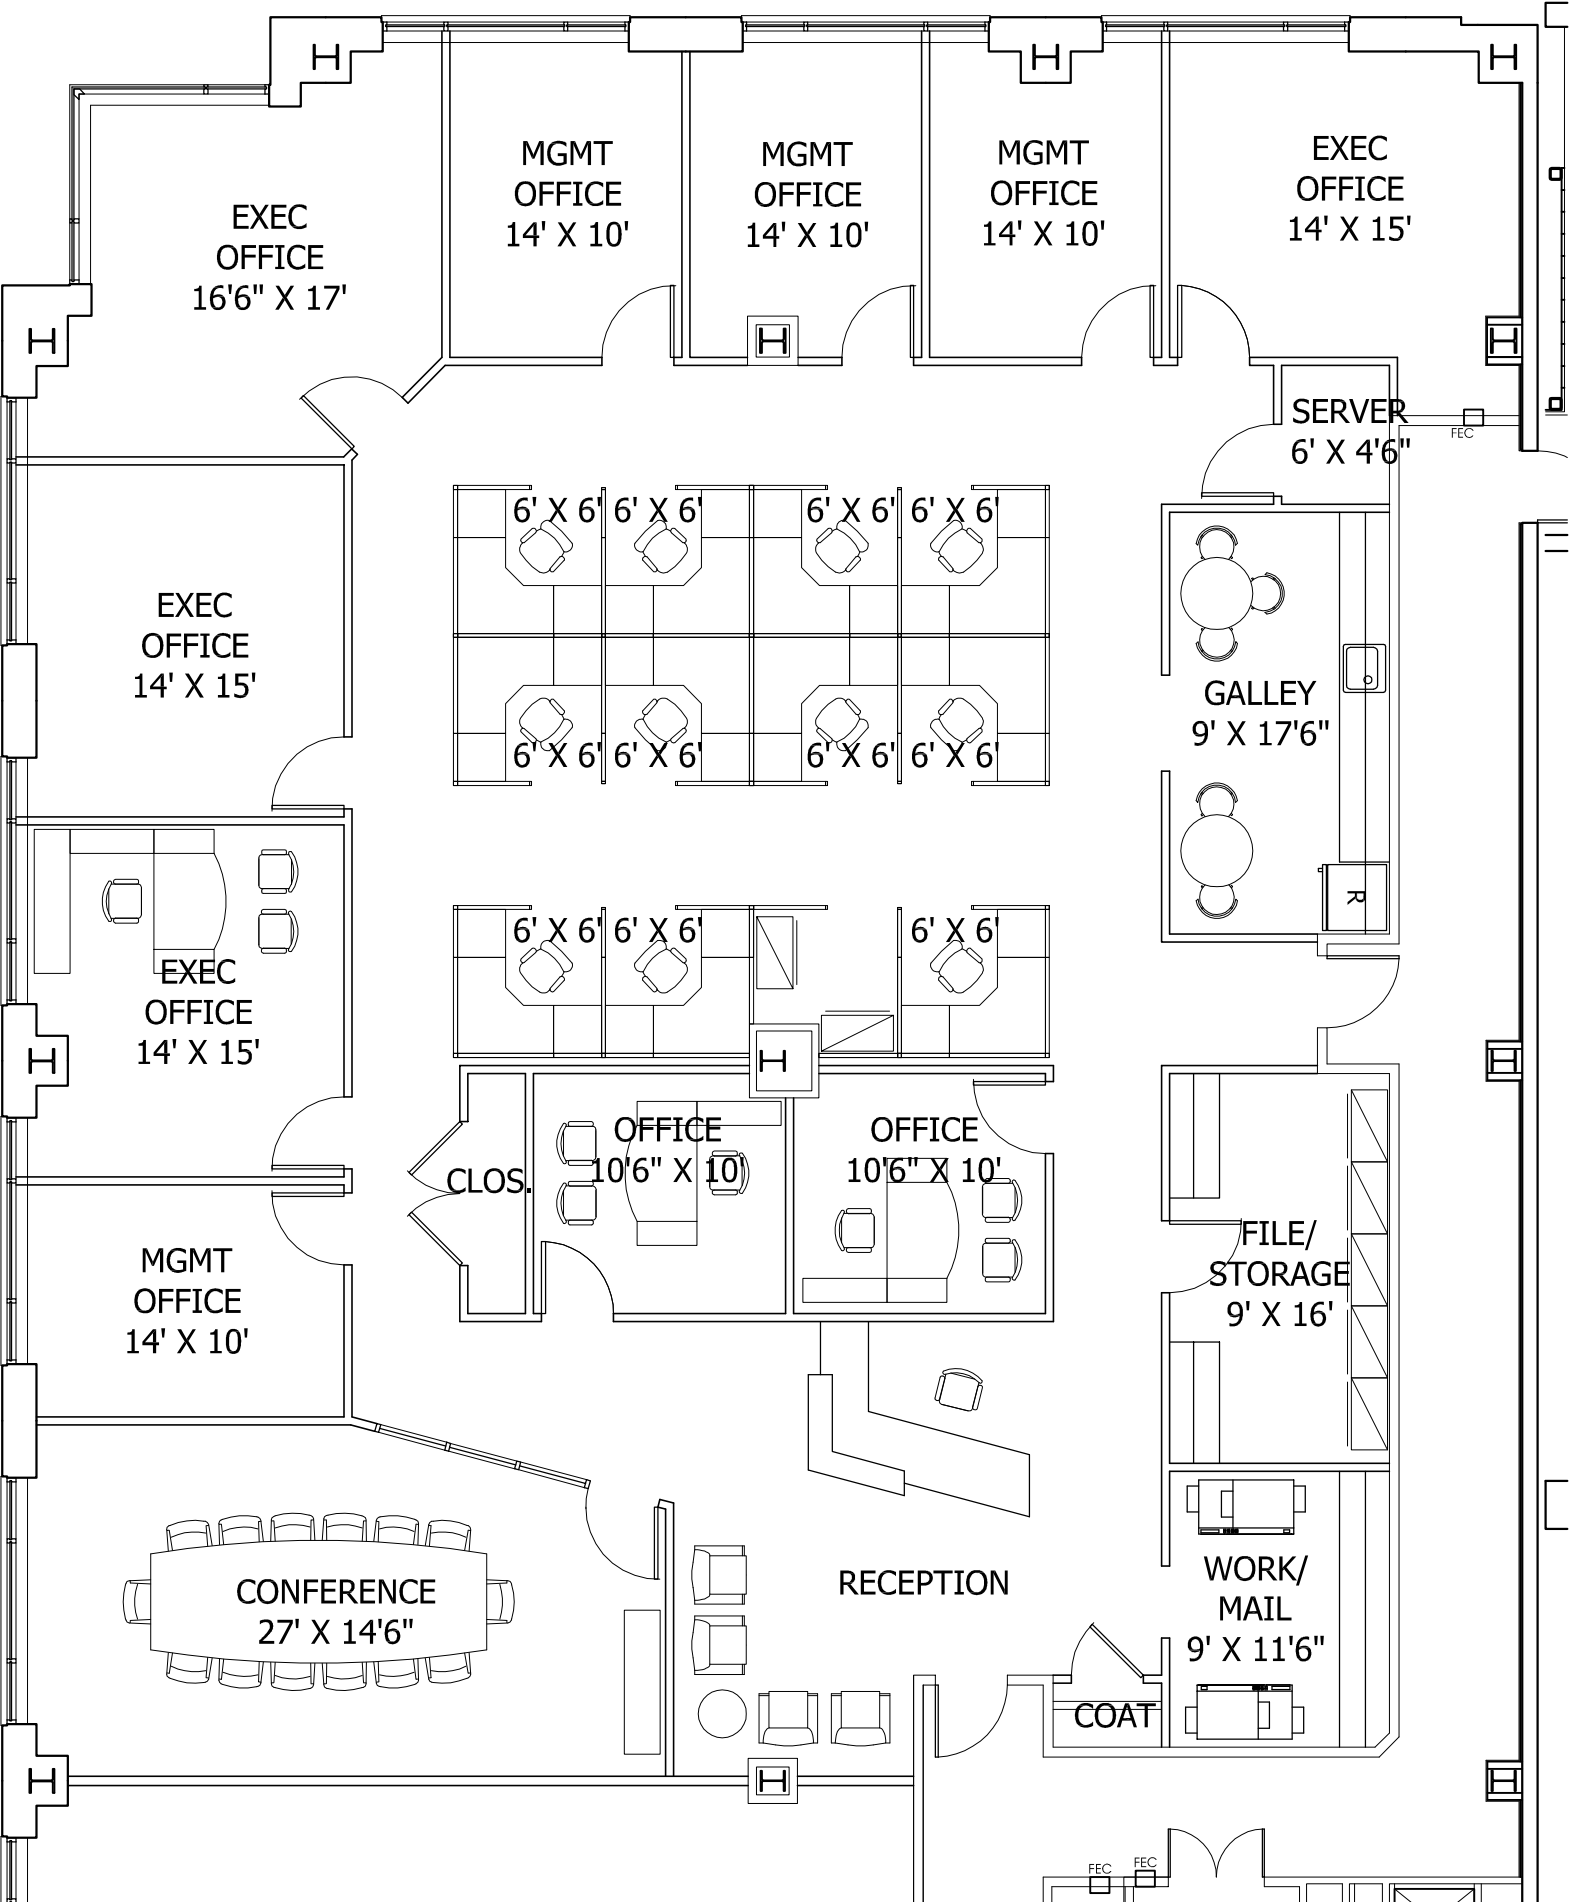 MGMT
OFFICE
14' X 10'
MGMT
OFFICE
14' X 10'
MGMT
OFFICE
14' X 10'
EXEC
OFFICE
14' X 15'
EXEC
OFFICE
16'6" X 17'
SERVER
6' X 4'6"
FEC
6' X 6'
6' X 6'
6' X 6'
6' X 6'
EXEC
OFFICE
14' X 15'
GALLEY
9' X 17'6"
6' X 6'
6' X 6'
6' X 6'
6' X 6'
R
6' X 6'
6' X 6'
6' X 6'
EXEC
OFFICE
14' X 15'
OFFICE
10'6" X 10'
OFFICE
10'6" X 10'
CLOS.
MGMT
OFFICE
14' X 10'
FILE/
STORAGE
9' X 16'
CONFERENCE
27' X 14'6"
RECEPTION
WORK/
MAIL
9' X 11'6"
COAT
FEC
FEC